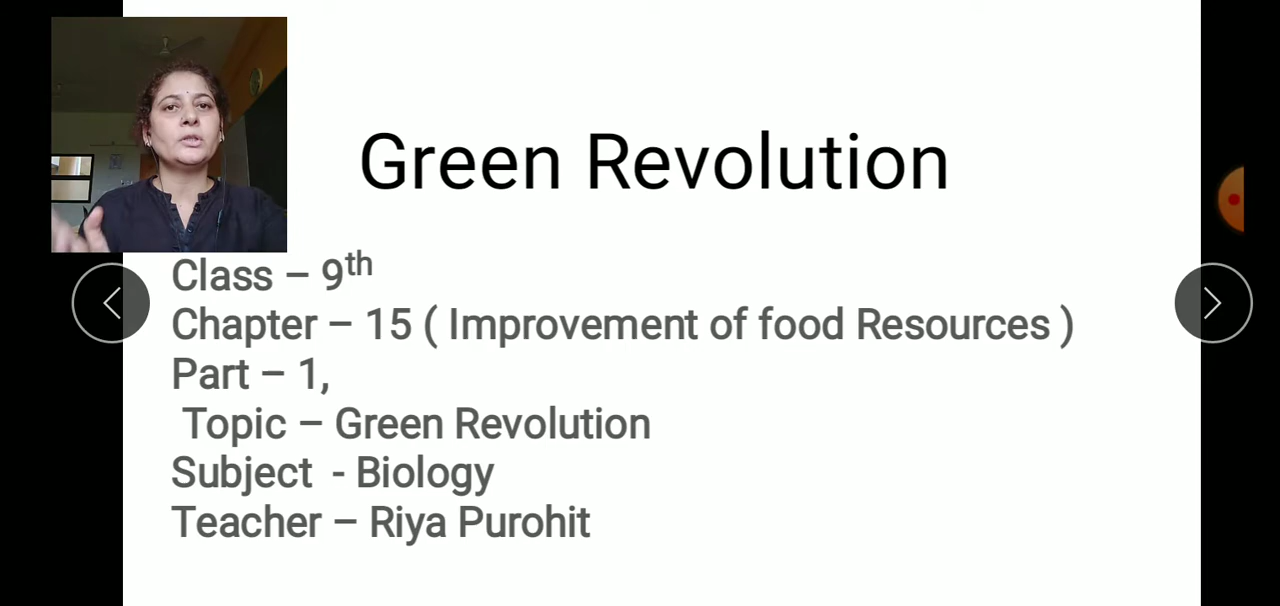 Green Revolution
Class – 9th
Chapter – 15 ( Improvement of food Resources )
Part – 1,
Topic – Green Revolution
Subject - Biology
Teacher – Riya Purohit